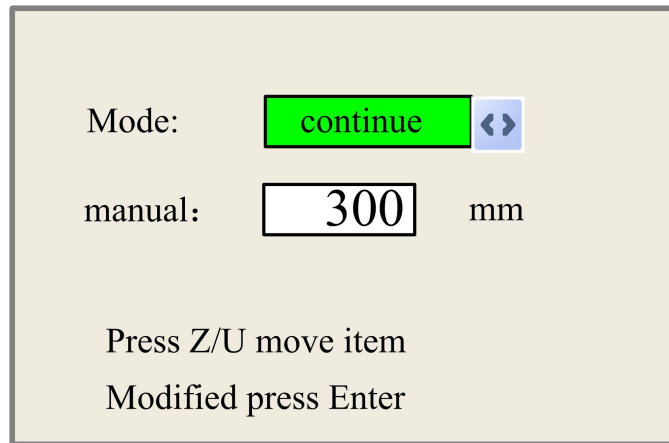 Mode: continue
manual： 300 mm
Press Z/U move item
Modified press Enter